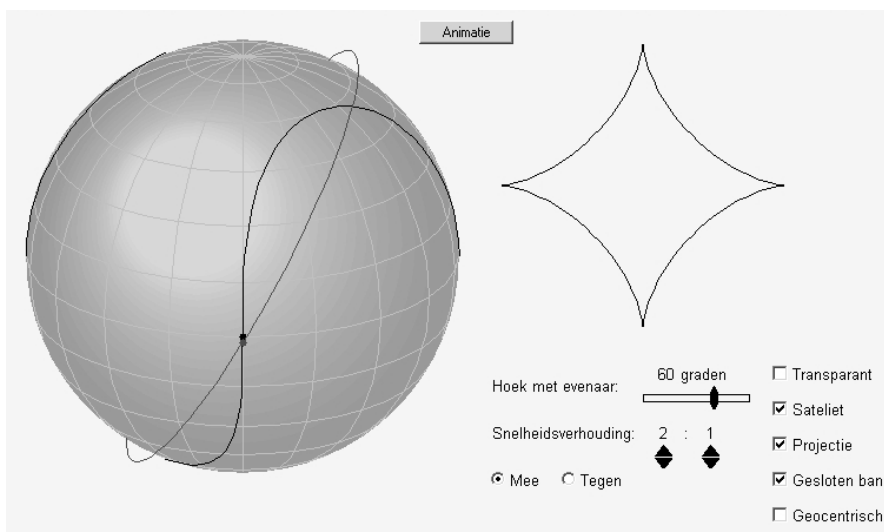 Animatie
Hoek met evenaar: 60 graden
Transparant
Sateliet
Snelheidsverhouding: 2 : 1
Projectie
Mee Tegen
Gesloten ban
Geocentrisch